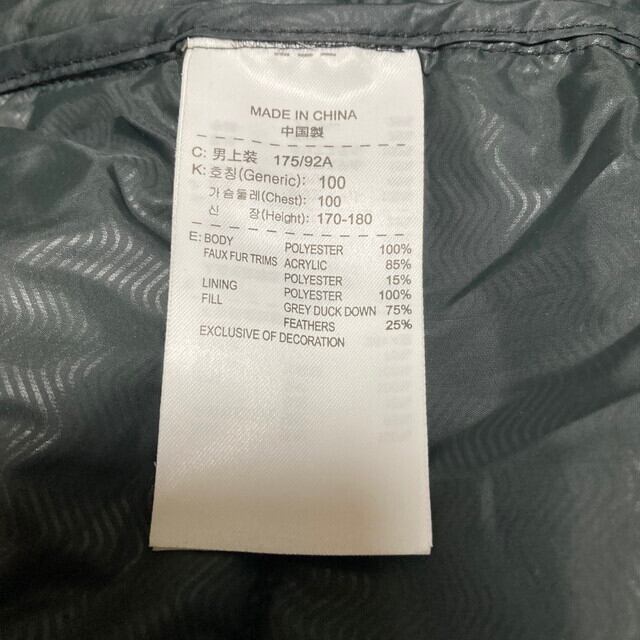 MADE IN CHINA
中国製
C: 男上裝 175/92A
K: 호칭(Generic): 100
가슴둘레(Chest): 100
신 장(Height): 170-180
E: BODY POLYESTER 100%
FAUX FUR TRIMS ACRYLIC 85%
POLYESTER 15%
LINING POLYESTER 100%
FILL GREY DUCK DOWN 75%
FEATHERS 25%
EXCLUSIVE OF DECORATION